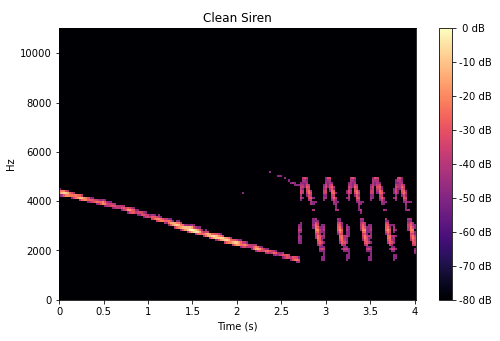 Clean Siren
10000
8000
6000
4000
2000
0
Hz
0 0.5 1 1.5 2 2.5 3 3.5 4
Time (s)
0 dB
-10 dB
-20 dB
-30 dB
-40 dB
-50 dB
-60 dB
-70 dB
-80 dB